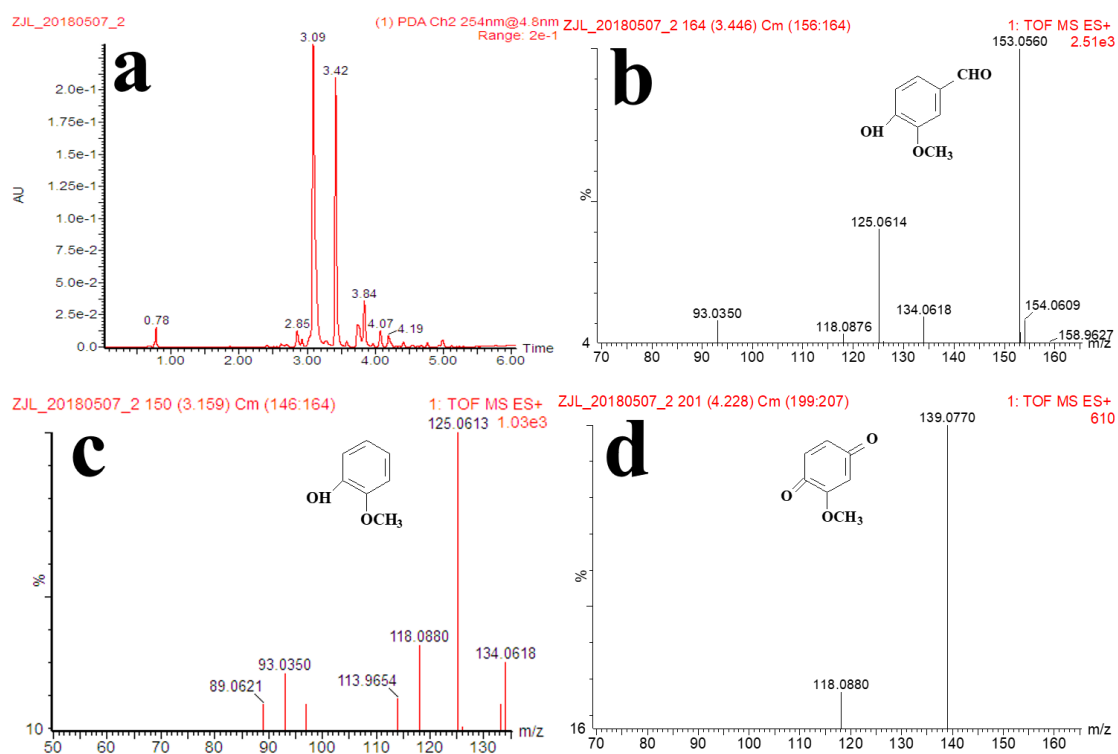 ZJL_20180507_2
(1) PDA Ch2 254nm@4.8nm
Range: 2e-1
a
3.09
3.42
2.0e-1
1.75e-1
1.5e-1
1.25e-1
1.0e-1
7.5e-2
5.0e-2
2.5e-2
0.0
AU
0.78
2.85
3.84
4.07
4.19
1.00
2.00
3.00
4.00
5.00
6.00
Time
ZJL_20180507_2 164 (3.446) Cm (156:164)
1: TOF MS ES+
2.51e3
b
153.0560
CHO
OH
OCH3
%
125.0614
93.0350
118.0876
134.0618
154.0609
158.9627
4
70 80 90 100 110 120 130 140 150 160
m/z
ZJL_20180507_2 150 (3.159) Cm (146:164)
1: TOF MS ES+
1.03e3
c
125.0613
OH
OCH3
%
118.0880
134.0618
93.0350
89.0621
113.9654
10
m/z
50 60 70 80 90 100 110 120 130
ZJL_20180507_2 201 (4.228) Cm (199:207)
1: TOF MS ES+
610
d
139.0770
O
O
OCH3
%
118.0880
16
m/z
70 80 90 100 110 120 130 140 150 160